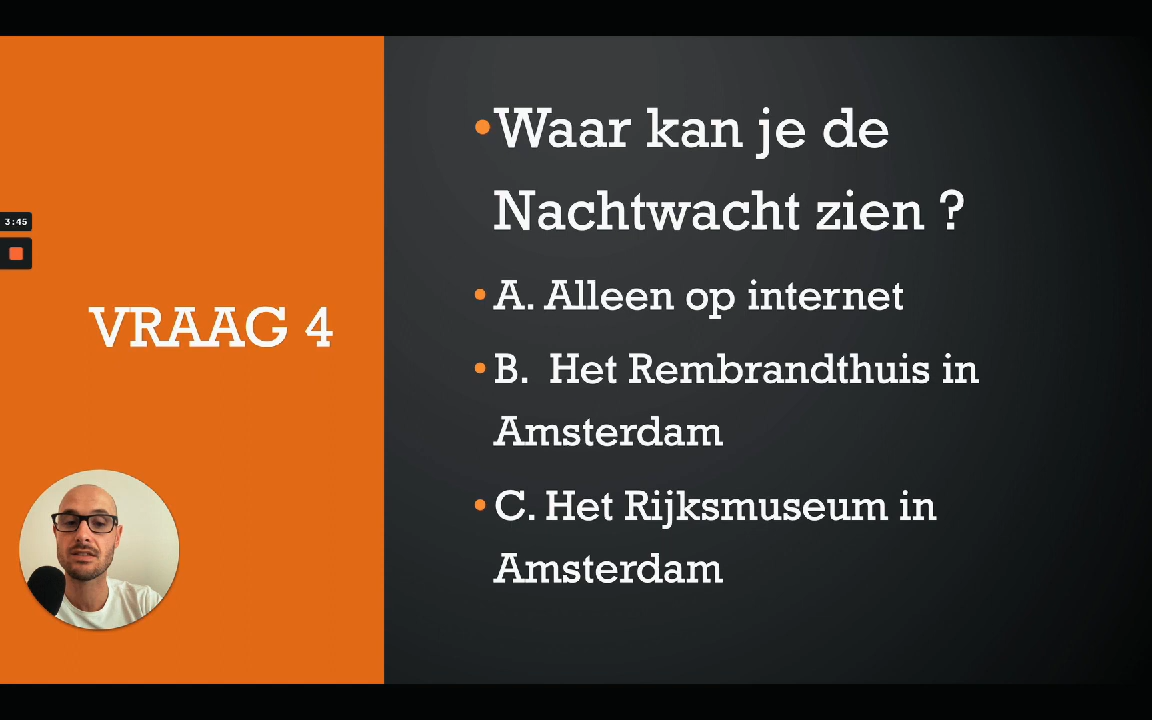 3:45
VRAAG 4
•Waar kan je de
Nachtwacht zien ?
• A. Alleen op internet
• B. Het Rembrandthuis in
Amsterdam
• C. Het Rijksmuseum in
Amsterdam